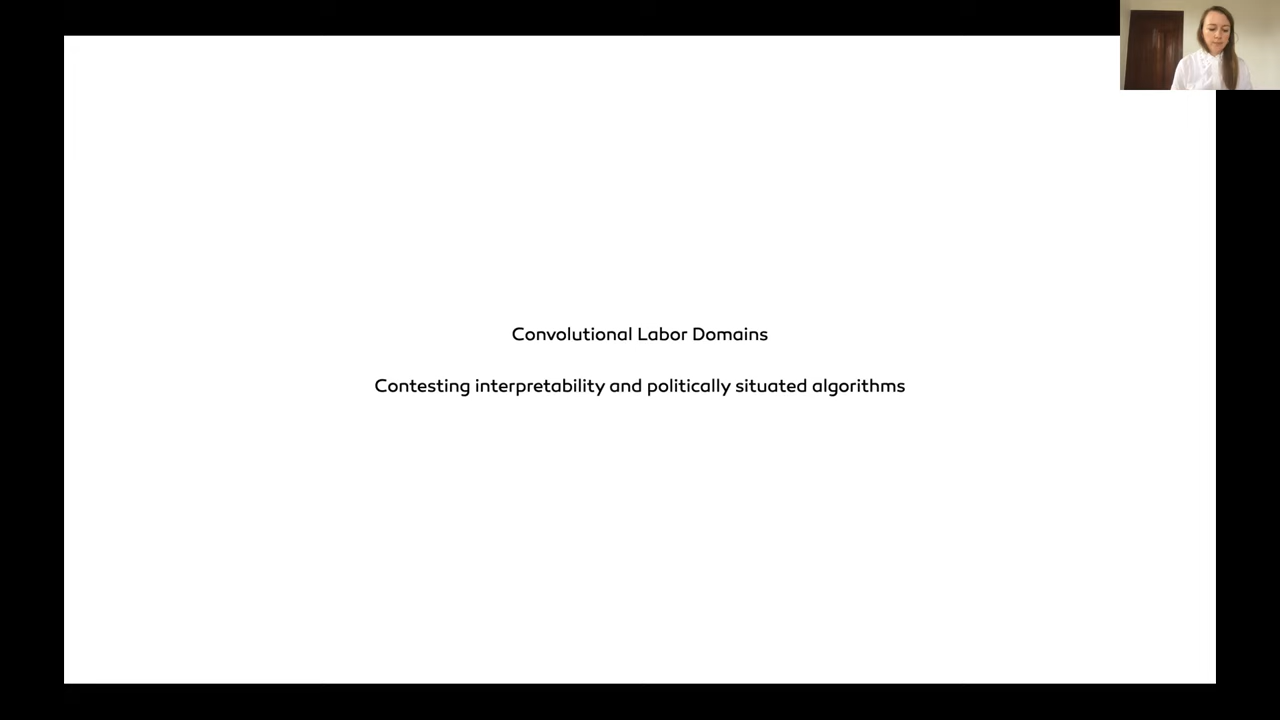 Convolutional Labor Domains
Contesting interpretability and politically situated algorithms